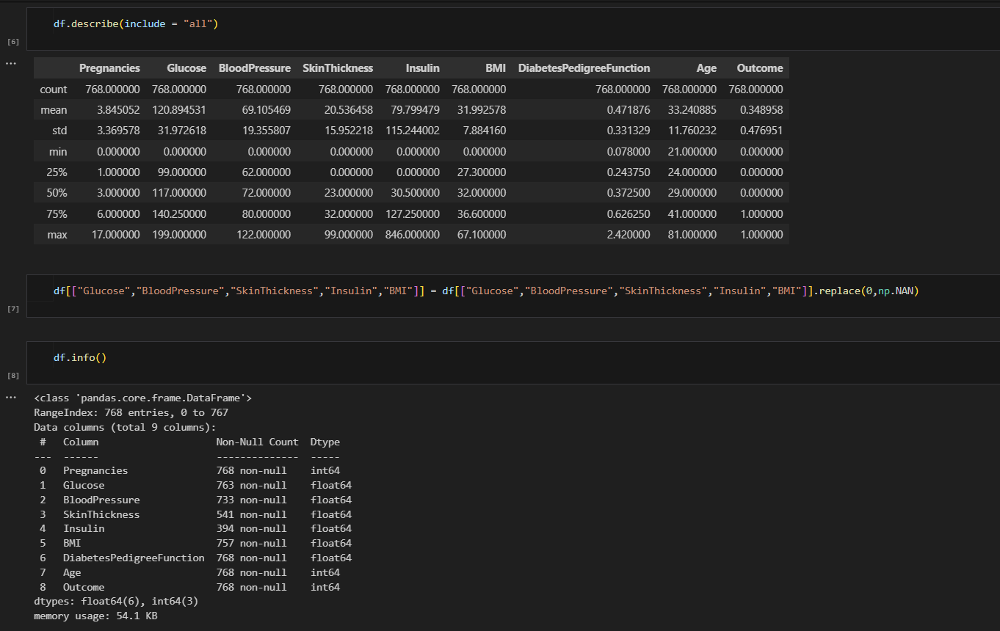 df.describe(include = "all")
[6]
...
Pregnancies Glucose BloodPressure SkinThickness Insulin BMI DiabetesPedigreeFunction Age Outcome
count 768.000000 768.000000 768.000000 768.000000 768.000000 768.000000 768.000000 768.000000 768.000000
mean 3.845052 120.894531 69.105469 20.536458 79.799479 31.992578 0.471876 33.240885 0.348958
std 3.369578 31.972618 19.355807 15.952218 115.244002 7.884160 0.331329 11.760232 0.476951
min 0.000000 0.000000 0.000000 0.000000 0.000000 0.000000 0.078000 21.000000 0.000000
25% 1.000000 99.000000 62.000000 0.000000 0.000000 27.300000 0.243750 24.000000 0.000000
50% 3.000000 117.000000 72.000000 23.000000 30.500000 32.000000 0.372500 29.000000 0.000000
75% 6.000000 140.250000 80.000000 32.000000 127.250000 36.600000 0.626250 41.000000 1.000000
max 17.000000 199.000000 122.000000 99.000000 846.000000 67.100000 2.420000 81.000000 1.000000
df[["Glucose","BloodPressure","SkinThickness","Insulin","BMI"]] = df[["Glucose","BloodPressure","SkinThickness","Insulin","BMI"]].replace(0,np.NAN)
[7]
df.info()
[8]
...
<class 'pandas.core.frame.DataFrame'>
RangeIndex: 768 entries, 0 to 767
Data columns (total 9 columns):
# Column Non-Null Count Dtype
--- ------ -------------- -----
0 Pregnancies 768 non-null int64
1 Glucose 763 non-null float64
2 BloodPressure 733 non-null float64
3 SkinThickness 541 non-null float64
4 Insulin 394 non-null float64
5 BMI 757 non-null float64
6 DiabetesPedigreeFunction 768 non-null float64
7 Age 768 non-null int64
8 Outcome 768 non-null int64
dtypes: float64(6), int64(3)
memory usage: 54.1 KB